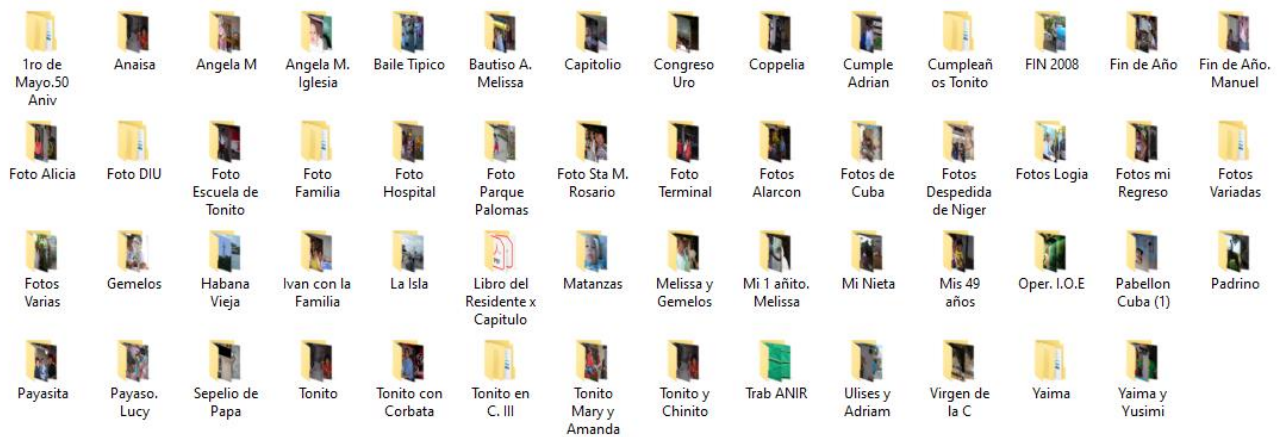 1ro de
Mayo.50
Aniv
Anaisa
Angela M
Angela M.
Iglesia
Baile Tipico
Bautiso A.
Melissa
Capitolio
Congreso
Uro
Coppelia
Cumple
Adrian
Cumpleañ
os Tonito
FIN 2008
Fin de Año
Fin de Año.
Manuel
Foto Alicia
Foto DIU
Foto
Escuela de
Tonito
Foto
Familia
Foto
Hospital
Foto
Parque
Palomas
Foto Sta M.
Rosario
Foto
Terminal
Fotos
Alarcon
Fotos de
Cuba
Fotos
Despedida
de Niger
Fotos Logia
Fotos mi
Regreso
Fotos
Variadas
Fotos
Varias
Gemelos
Habana
Vieja
Ivan con la
Familia
La Isla
Libro del
Residente x
Capitulo
Matanzas
Melissa y
Gemelos
Mi 1 añito.
Melissa
Mi Nieta
Mis 49
años
Oper. I.O.E
Pabellon
Cuba (1)
Padrino
Payasita
Payaso.
Lucy
Sepelio de
Papa
Tonito
Tonito con
Corbata
Tonito en
C. III
Tonito
Mary y
Amanda
Tonito y
Chinito
Trab ANIR
Ulises y
Adriam
Virgen de
la C
Yaima
Yaima y
Yusimi